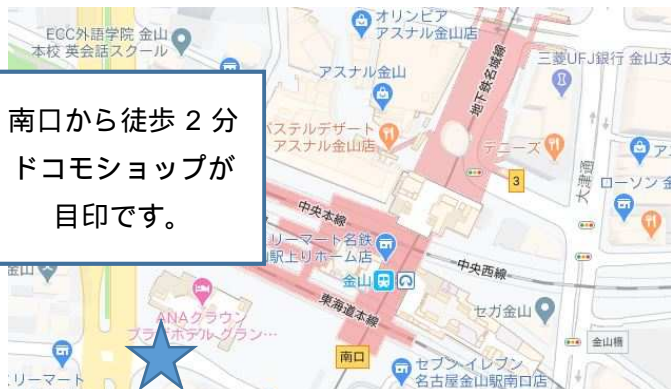 ECC外語学院 金山
本校 英会話スクール
オリンピア
アスナル金山店
三菱UFJ銀行 金山支
アスナル金山
地下鉄名城線
南口から徒歩 2 分
ドコモショップが
目印です。
パステルデザート
アスナル金山店
デニーズ
3
大津通
ローソン
中央本線
リーマート名鉄
駅上りホーム店
金山
中央西線
東海道本線
ANAクラウン
プラザホテル グラン…
セガ金山
金山橋
南口
リーマート
セブン-イレブン
名古屋金山駅南口店